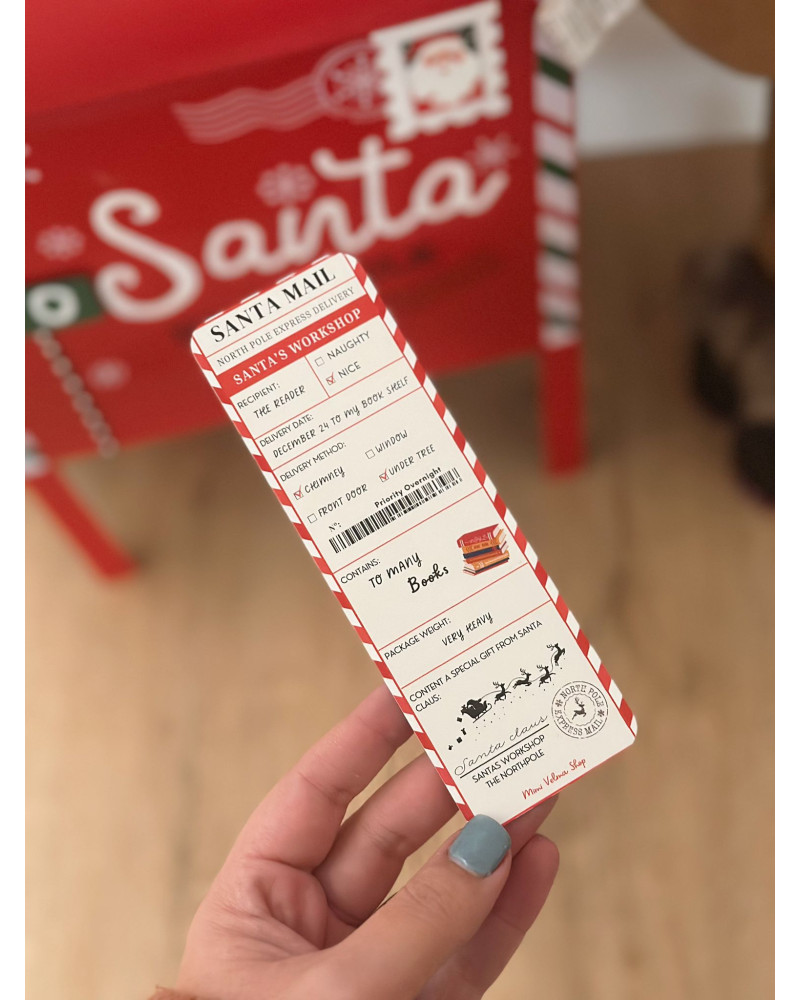 Santa
SANTA MAIL
NORTH POLE EXPRESS DELIVERY
SANTA'S WORKSHOP
RECIPIENT:
THE READER
NAUGHTY
NICE
DELIVERY DATE:
DECEMBER 24 TO MY BOOK SHELF
DELIVERY METHOD:
CHIMNEY
WINDOW
FRONT DOOR
UNDER TREE
Nº:
Priority Overnight
CONTAINS:
TO MANY
Books
PACKAGE WEIGHT:
VERY HEAVY
CONTENT A SPECIAL GIFT FROM SANTA
CLAUS:
Santa Claus
SANTAS WORKSHOP
THE NORTHPOLE
NORTH POLE
EXPRESS MAIL
Shop